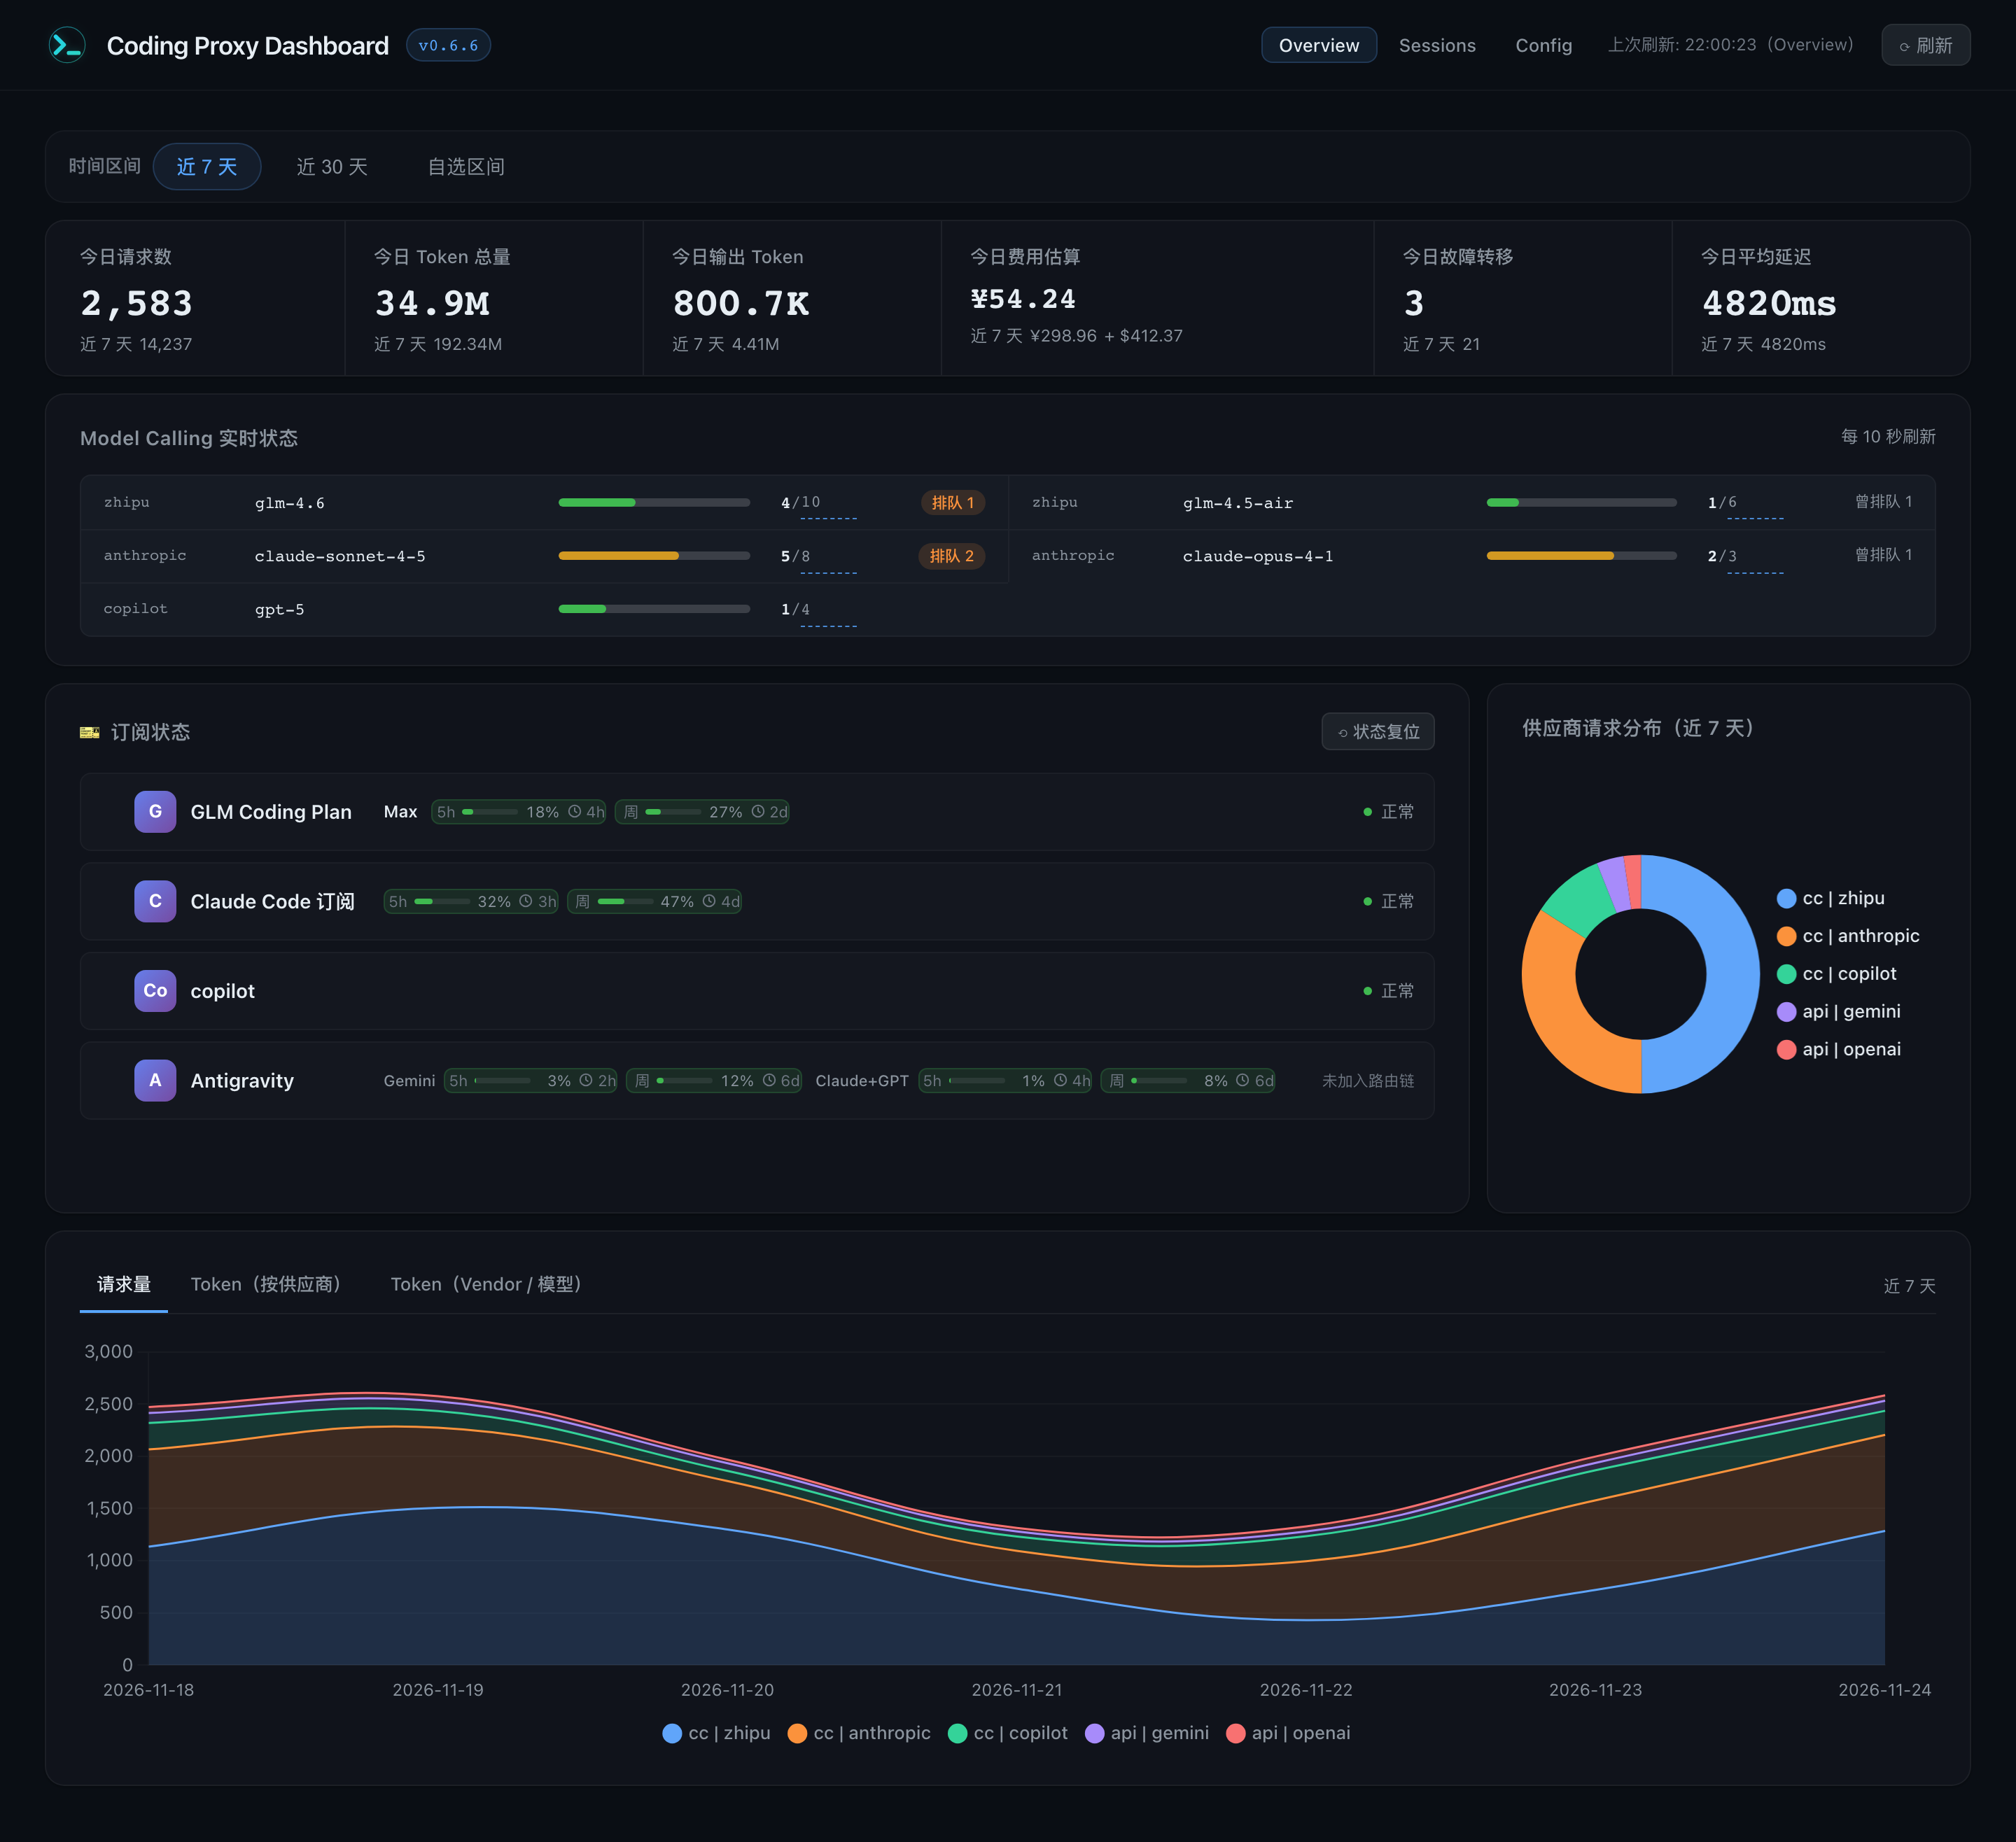 Coding Proxy Dashboard v0.6.6 Overview Sessions Config 上次刷新: 22:00:23 (Overview) 刷新
时间区间 近 7 天 近 30 天 自选区间
今日请求数 今日 Token 总量 今日输出 Token 今日费用估算 今日故障转移 今日平均延迟
2,583 34.9M 800.7K ¥54.24 3 4820ms
近 7 天 14,237 近 7 天 192.34M 近 7 天 4.41M 近 7 天 ¥298.96 + $412.37 近 7 天 21 近 7 天 4820ms
Model Calling 实时状态 每 10 秒刷新
zhipu glm-4.6 4/10 排队 1 zhipu glm-4.5-air 1/6 曾排队 1
anthropic claude-sonnet-4-5 5/8 排队 2 anthropic claude-opus-4-1 2/3 曾排队 1
copilot gpt-5 1/4
订阅状态 状态复位
G GLM Coding Plan Max 5h 18% 4h 周 27% 2d 正常
C Claude Code 订阅 5h 32% 3h 周 47% 4d 正常
Co copilot 正常
A Antigravity Gemini 5h 3% 2h 周 12% 6d Claude+GPT 5h 1% 4h 周 8% 6d 未加入路由链
供应商请求分布（近 7 天）
cc | zhipu
cc | anthropic
cc | copilot
api | gemini
api | openai
请求量 Token（按供应商） Token（Vendor / 模型） 近 7 天
3,000
2,500
2,000
1,500
1,000
500
0
2026-11-18 2026-11-19 2026-11-20 2026-11-21 2026-11-22 2026-11-23 2026-11-24
cc | zhipu cc | anthropic cc | copilot api | gemini api | openai